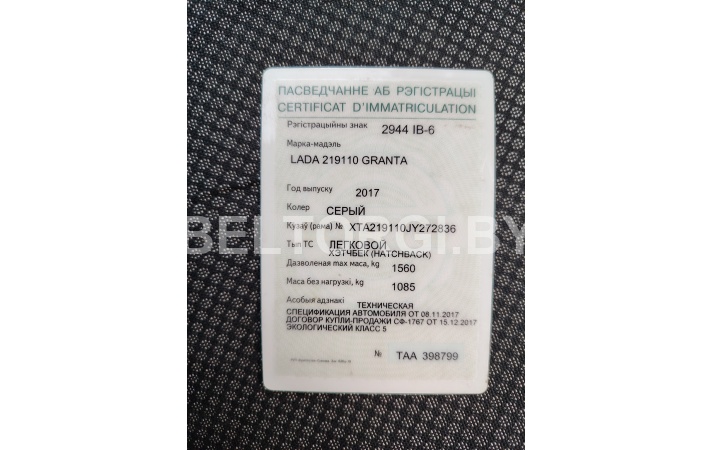 ПАСВЕДЧАННЕ АБ РЭГІСТРАЦЫІ
CERTIFICAT D'IMMATRICULATION
Рэгістрацыйны знак 2944 IB-6
Марка-мадэль
LADA 219110 GRANTA
Год выпуску 2017
Колер СЕРЫЙ
Кузаў (рама) № XTA219110JY272836
BELTORGI.BY
Тып ТС ЛЕГКОВОЙ
ХЭТЧБЕК (HATCHBACK)
Дазволеная max маса, kg 1560
Маса без нагрузкі, kg 1085
Асобыя адзнакі ТЕХНИЧЕСКАЯ
СПЕЦИФИКАЦИЯ АВТОМОБИЛЯ ОТ 08.11.2017
ДОГОВОР КУПЛИ-ПРОДАЖИ СФ-1767 ОТ 15.12.2017
ЭКОЛОГИЧЕСКИЙ КЛАСС 5
№ TAA 398799